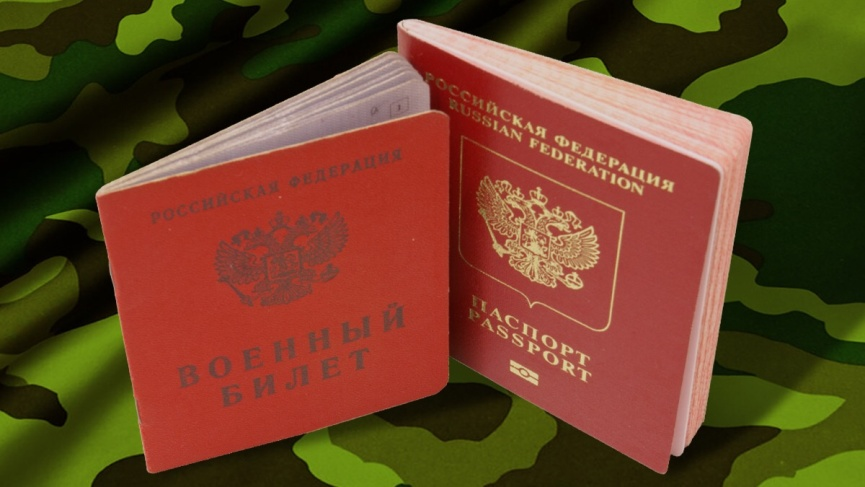 РОССИЙСКАЯ ФЕДЕРАЦИЯ
ВОЕННЫЙ
БИЛЕТ
РОССИЙСКАЯ ФЕДЕРАЦИЯ
RUSSIAN FEDERATION
ПАСПОРТ
PASSPORT